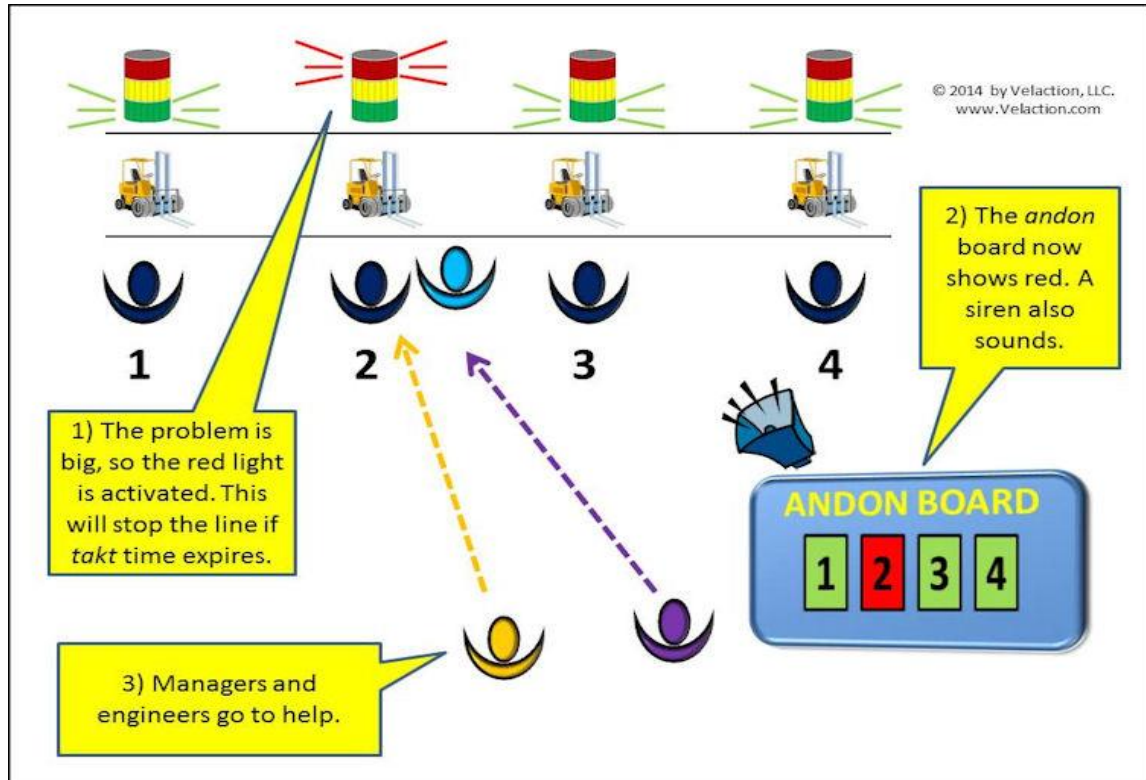 © 2014 by Velaction, LLC.
www.Velaction.com
1
2
3
4
1) The problem is
big, so the red light
is activated. This
will stop the line if
takt time expires.
2) The andon
board now
shows red. A
siren also
sounds.
ANDON BOARD
1 2 3 4
3) Managers and
engineers go to help.